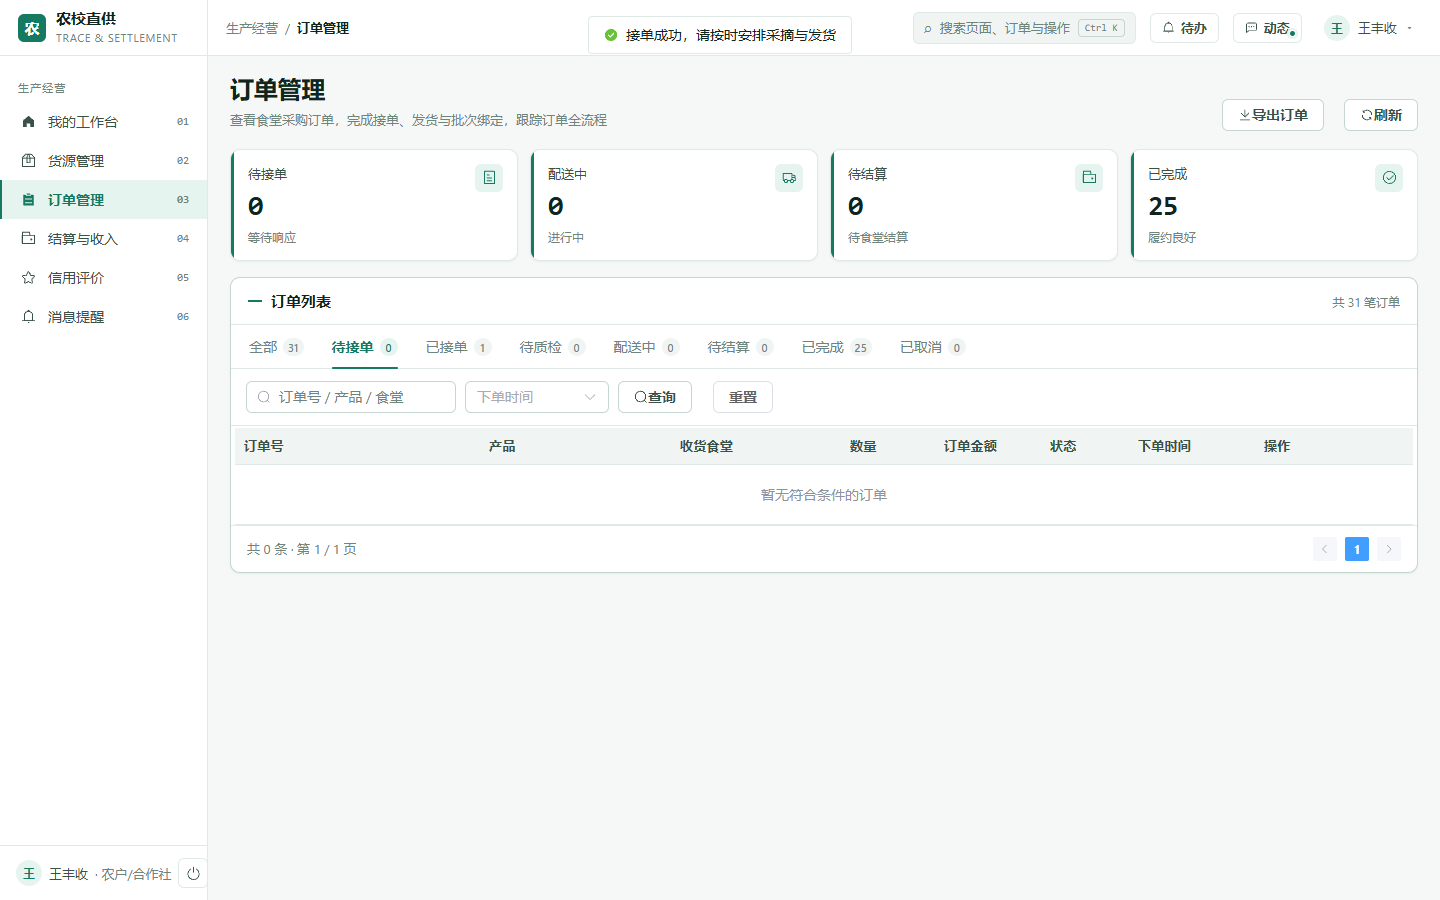 农 农校直供
TRACE & SETTLEMENT
生产经营
我的工作台 01
货源管理 02
订单管理 03
结算与收入 04
信用评价 05
消息提醒 06
王 王丰收 · 农户/合作社
生产经营 / 订单管理
接单成功，请按时安排采摘与发货
搜索页面、订单与操作 Ctrl K
待办
动态
王 王丰收
订单管理
查看食堂采购订单，完成接单、发货与批次绑定，跟踪订单全流程
导出订单
刷新
待接单
0
等待响应
配送中
0
进行中
待结算
0
待食堂结算
已完成
25
履约良好
订单列表
共 31 笔订单
全部 31 待接单 0 已接单 1 待质检 0 配送中 0 待结算 0 已完成 25 已取消 0
订单号 / 产品 / 食堂 下单时间 查询 重置
订单号 产品 收货食堂 数量 订单金额 状态 下单时间 操作
暂无符合条件的订单
共 0 条 · 第 1 / 1 页 1